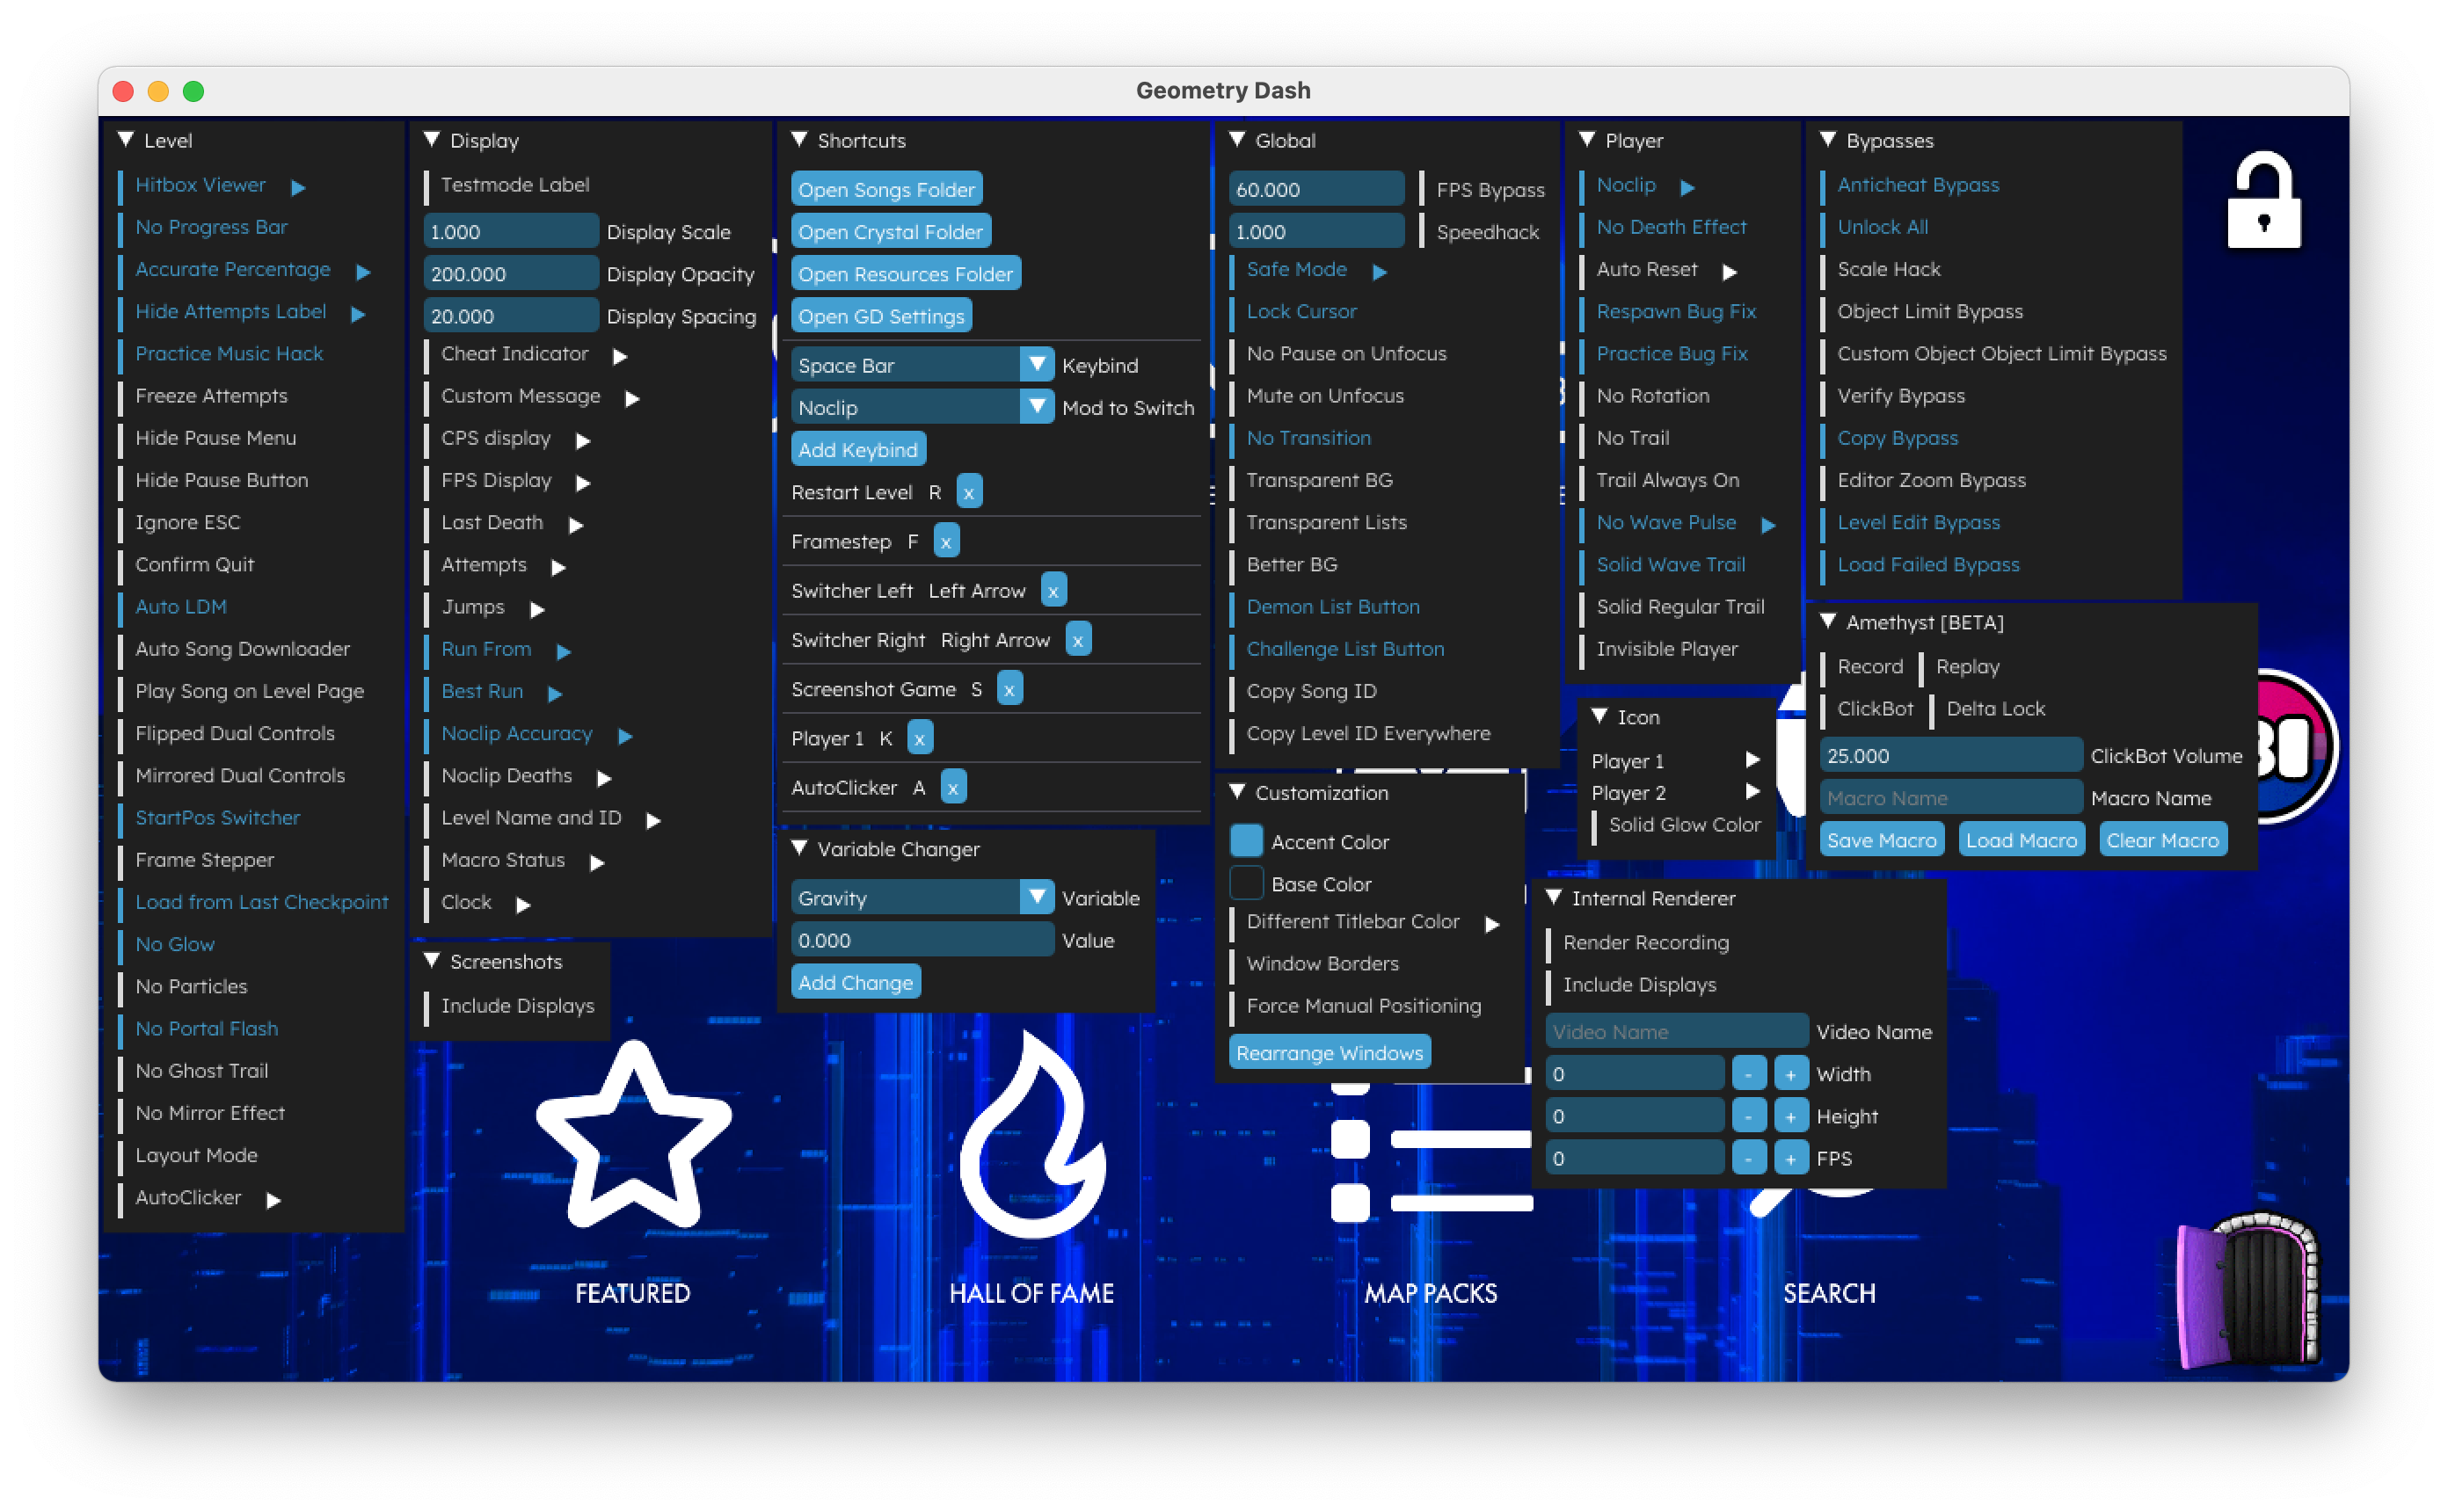 Geometry Dash
Level
Hitbox Viewer
No Progress Bar
Accurate Percentage
Hide Attempts Label
Practice Music Hack
Freeze Attempts
Hide Pause Menu
Hide Pause Button
Ignore ESC
Confirm Quit
Auto LDM
Auto Song Downloader
Play Song on Level Page
Flipped Dual Controls
Mirrored Dual Controls
StartPos Switcher
Frame Stepper
Load from Last Checkpoint
No Glow
No Particles
No Portal Flash
No Ghost Trail
No Mirror Effect
Layout Mode
AutoClicker
Display
Testmode Label
1.000 Display Scale
200.000 Display Opacity
20.000 Display Spacing
Cheat Indicator
Custom Message
CPS display
FPS Display
Last Death
Attempts
Jumps
Run From
Best Run
Noclip Accuracy
Noclip Deaths
Level Name and ID
Macro Status
Clock
Screenshots
Include Displays
Shortcuts
Open Songs Folder
Open Crystal Folder
Open Resources Folder
Open GD Settings
Space Bar Keybind
Noclip Mod to Switch
Add Keybind
Restart Level R x
Framestep F x
Switcher Left Left Arrow x
Switcher Right Right Arrow x
Screenshot Game S x
Player 1 K x
AutoClicker A x
Variable Changer
Gravity Variable
0.000 Value
Add Change
Global
60.000 FPS Bypass
1.000 Speedhack
Safe Mode
Lock Cursor
No Pause on Unfocus
Mute on Unfocus
No Transition
Transparent BG
Transparent Lists
Better BG
Demon List Button
Challenge List Button
Copy Song ID
Copy Level ID Everywhere
Customization
Accent Color
Base Color
Different Titlebar Color
Window Borders
Force Manual Positioning
Rearrange Windows
Player
Noclip
No Death Effect
Auto Reset
Respawn Bug Fix
Practice Bug Fix
No Rotation
No Trail
Trail Always On
No Wave Pulse
Solid Wave Trail
Solid Regular Trail
Invisible Player
Icon
Player 1
Player 2
Solid Glow Color
Bypasses
Anticheat Bypass
Unlock All
Scale Hack
Object Limit Bypass
Custom Object Object Limit Bypass
Verify Bypass
Copy Bypass
Editor Zoom Bypass
Level Edit Bypass
Load Failed Bypass
Amethyst [BETA]
Record Replay
ClickBot Delta Lock
25.000 ClickBot Volume
Macro Name Macro Name
Save Macro Load Macro Clear Macro
Internal Renderer
Render Recording
Include Displays
Video Name Video Name
0 - + Width
0 - + Height
0 - + FPS
FEATURED
HALL OF FAME
MAP PACKS
SEARCH